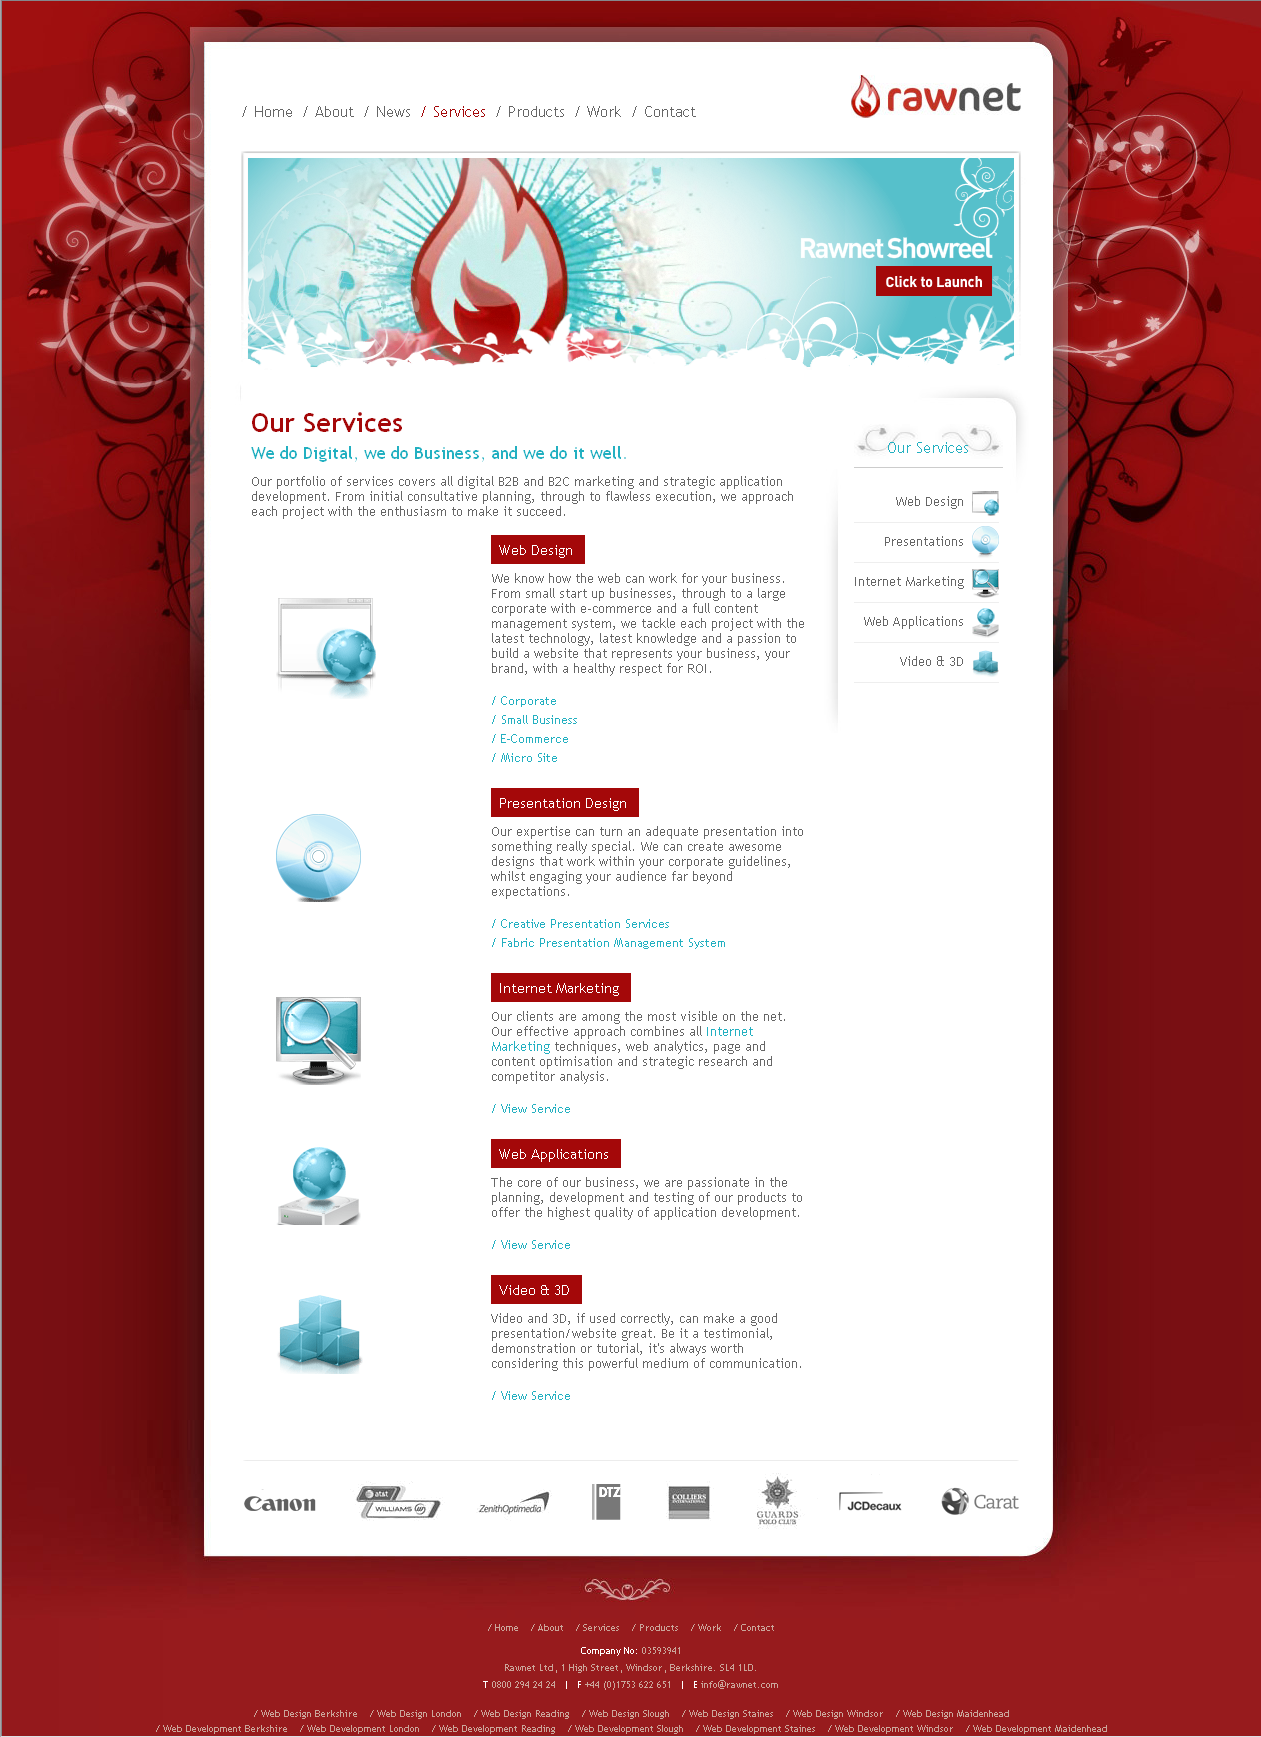 / Home / About / News / Services / Products / Work / Contact
rawnet
Rawnet Showreel
Click to Launch
Our Services
We do Digital, we do Business, and we do it well.
Our portfolio of services covers all digital B2B and B2C marketing and strategic application
development. From initial consultative planning, through to flawless execution, we approach
each project with the enthusiasm to make it succeed.
Web Design
We know how the web can work for your business.
From small start up businesses, through to a large
corporate with e-commerce and a full content
management system, we tackle each project with the
latest technology, latest knowledge and a passion to
build a website that represents your business, your
brand, with a healthy respect for ROI.
/ Corporate
/ Small Business
/ E-Commerce
/ Micro Site
Presentation Design
Our expertise can turn an adequate presentation into
something really special. We can create awesome
designs that work within your corporate guidelines,
whilst engaging your audience far beyond
expectations.
/ Creative Presentation Services
/ Fabric Presentation Management System
Internet Marketing
Our clients are among the most visible on the net.
Our effective approach combines all Internet
Marketing techniques, web analytics, page and
content optimisation and strategic research and
competitor analysis.
/ View Service
Web Applications
The core of our business, we are passionate in the
planning, development and testing of our products to
offer the highest quality of application development.
/ View Service
Video & 3D
Video and 3D, if used correctly, can make a good
presentation/website great. Be it a testimonial,
demonstration or tutorial, it's always worth
considering this powerful medium of communication.
/ View Service
Our Services
Web Design
Presentations
Internet Marketing
Web Applications
Video & 3D
Canon
at&t
WILLIAMS
ZenithOptimedia
DTZ
COLLIERS
INTERNATIONAL
GUARDS
POLO CLUB
JCDecaux
Carat
/ Home / About / Services / Products / Work / Contact
Company No: 03593941
Rawnet Ltd, 1 High Street, Windsor, Berkshire. SL4 1LD.
T 0800 294 24 24 | F +44 (0)1753 622 651 | E info@rawnet.com
/ Web Design Berkshire / Web Design London / Web Design Reading / Web Design Slough / Web Design Staines / Web Design Windsor / Web Design Maidenhead
/ Web Development Berkshire / Web Development London / Web Development Reading / Web Development Slough / Web Development Staines / Web Development Windsor / Web Development Maidenhead